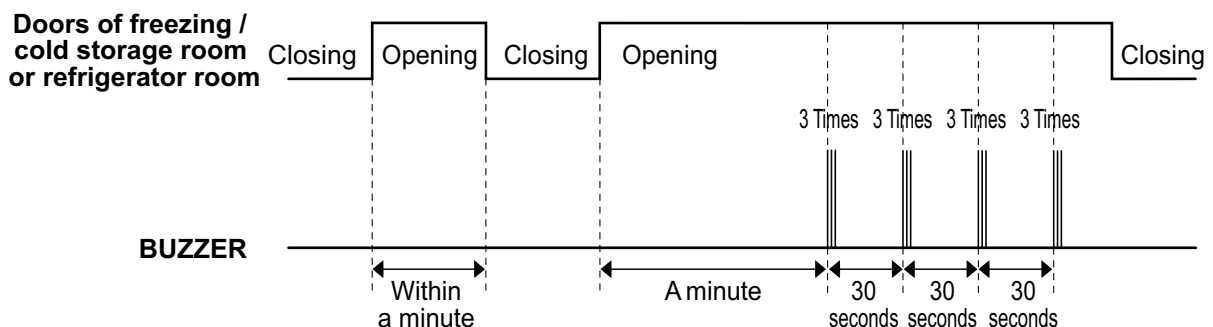 Doors of freezing /
cold storage room
or refrigerator room
Closing Opening Closing Opening Closing
3 Times 3 Times 3 Times 3 Times
BUZZER
Within
a minute
A minute
30
seconds
30
seconds
30
seconds